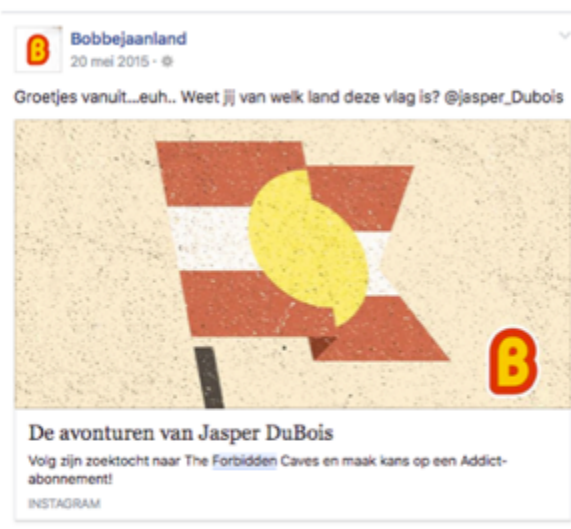 B
Bobbejaanland
20 mei 2015 ·
Groetjes vanuit...euh.. Weet jij van welk land deze vlag is? @jasper_Dubois
B
De avonturen van Jasper DuBois
Volg zijn zoektocht naar The Forbidden Caves en maak kans op een Addict-
abonnement!
INSTAGRAM